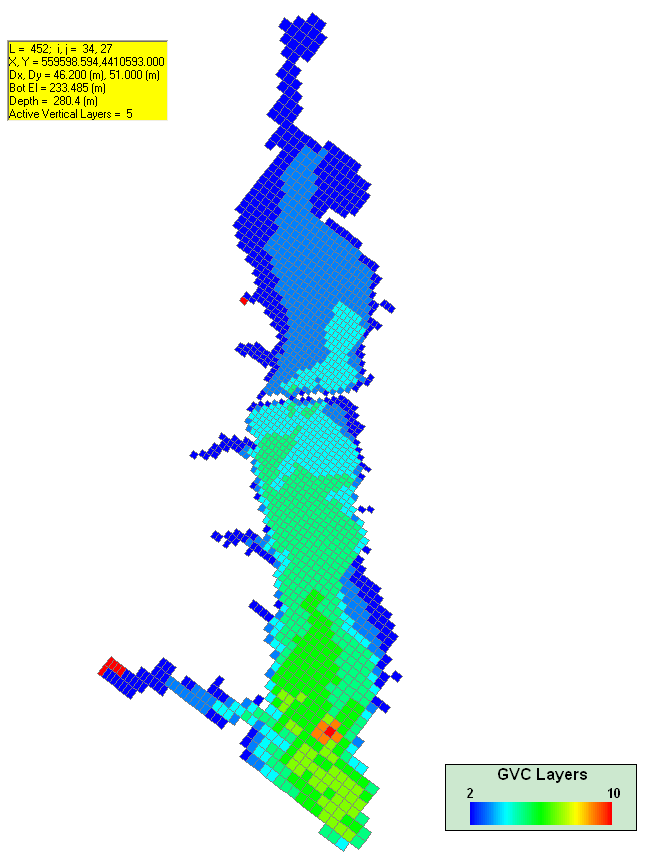 L = 452; i, j = 34, 27
X, Y = 559598.594,4410593.000
Dx, Dy = 46.200 (m), 51.000 (m)
Bot El = 233.485 (m)
Depth = 280.4 (m)
Active Vertical Layers = 5
GVC Layers
2 10